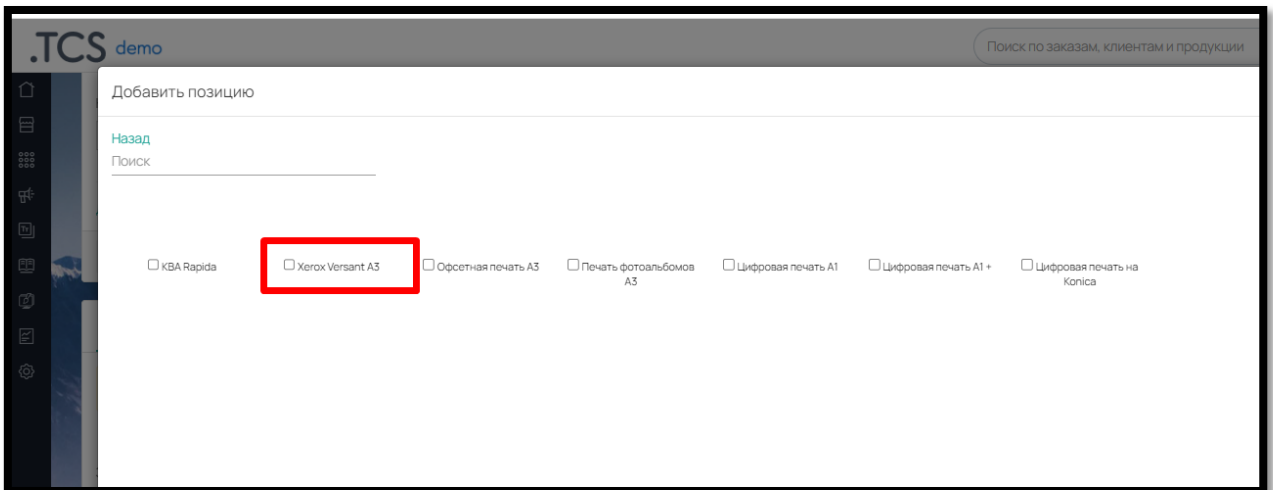 .TCS demo
Поиск по заказам, клиентам и продукции
Добавить позицию
Назад
Поиск
KBA Rapida
Xerox Versant A3
Офсетная печать А3
Печать фотоальбомов
А3
Цифровая печать А1
Цифровая печать А1 +
Цифровая печать на
Konica